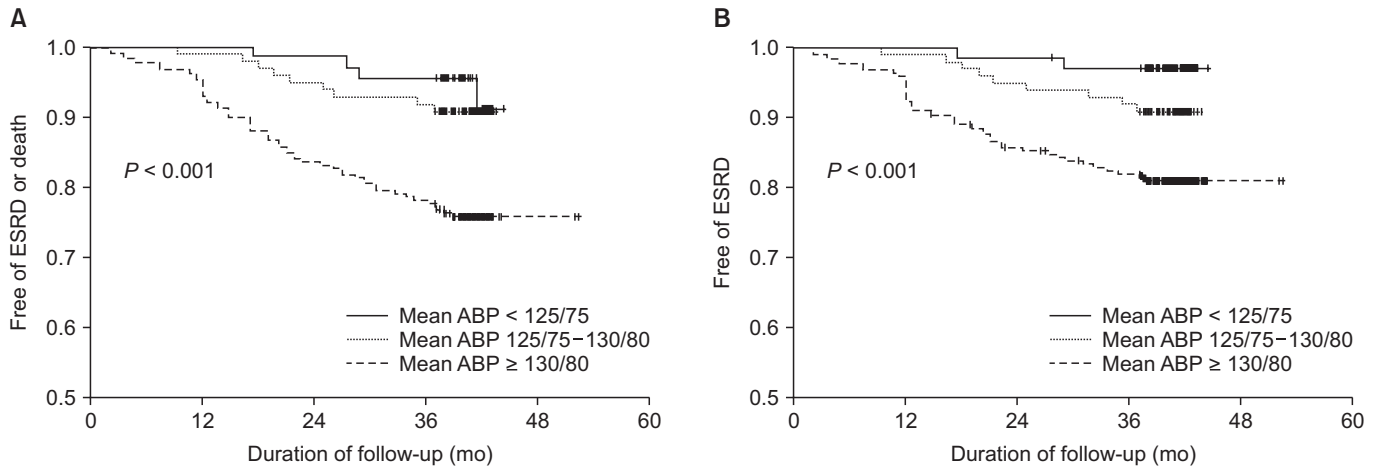 A
1.0
0.9
0.8
0.7
0.6
0.5
Free of ESRD or death
P < 0.001
Mean ABP < 125/75
Mean ABP 125/75−130/80
Mean ABP ≥ 130/80
0 12 24 36 48 60
Duration of follow-up (mo)
B
1.0
0.9
0.8
0.7
0.6
0.5
Free of ESRD
P < 0.001
Mean ABP < 125/75
Mean ABP 125/75−130/80
Mean ABP ≥ 130/80
0 12 24 36 48 60
Duration of follow-up (mo)